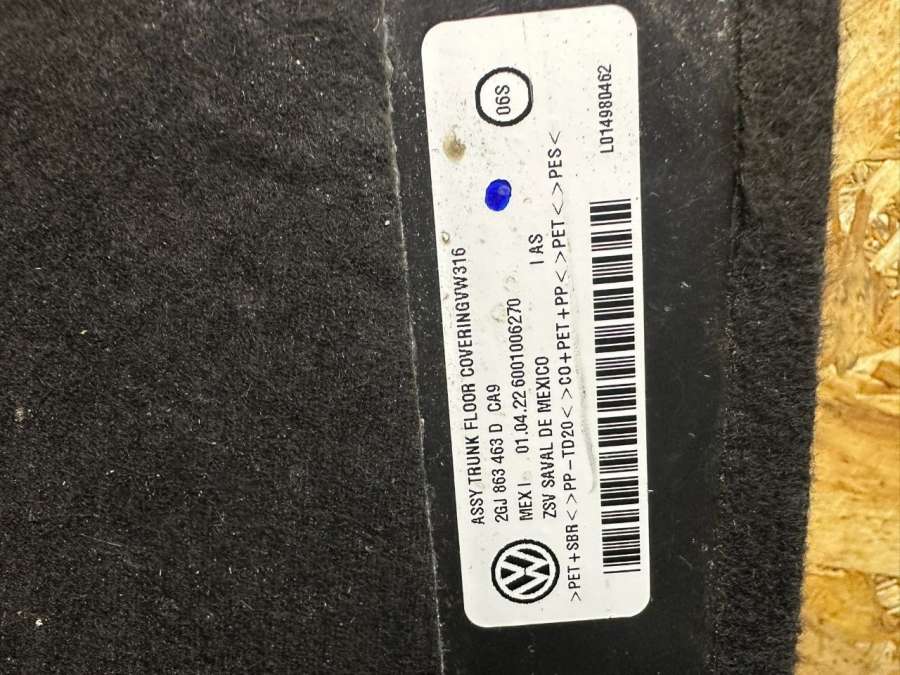 ASSY TRUNK FLOOR COVERINGVW316
2GJ 863 463 D CA9
MEX I 01.04.22 6001006270 I AS
ZSV SAVAL DE MEXICO
>PET+SBR<>PP-TD20<>CO+PET+PP<>PET<>PES<
06S
L014980462